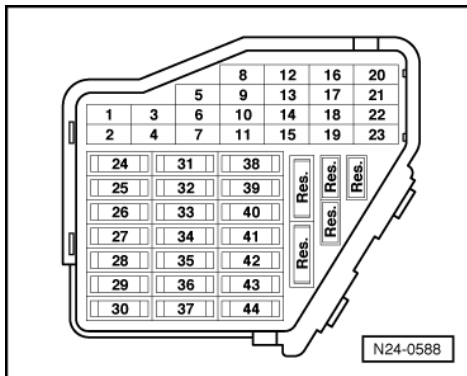 8 12 16 20
5 9 13 17 21
1 3 6 10 14 18 22
2 4 7 11 15 19 23
24 31 38
25 32 39
26 33 40
27 34 41
28 35 42
29 36 43
30 37 44
Res. Res. Res.
Res. Res.
N24-0588